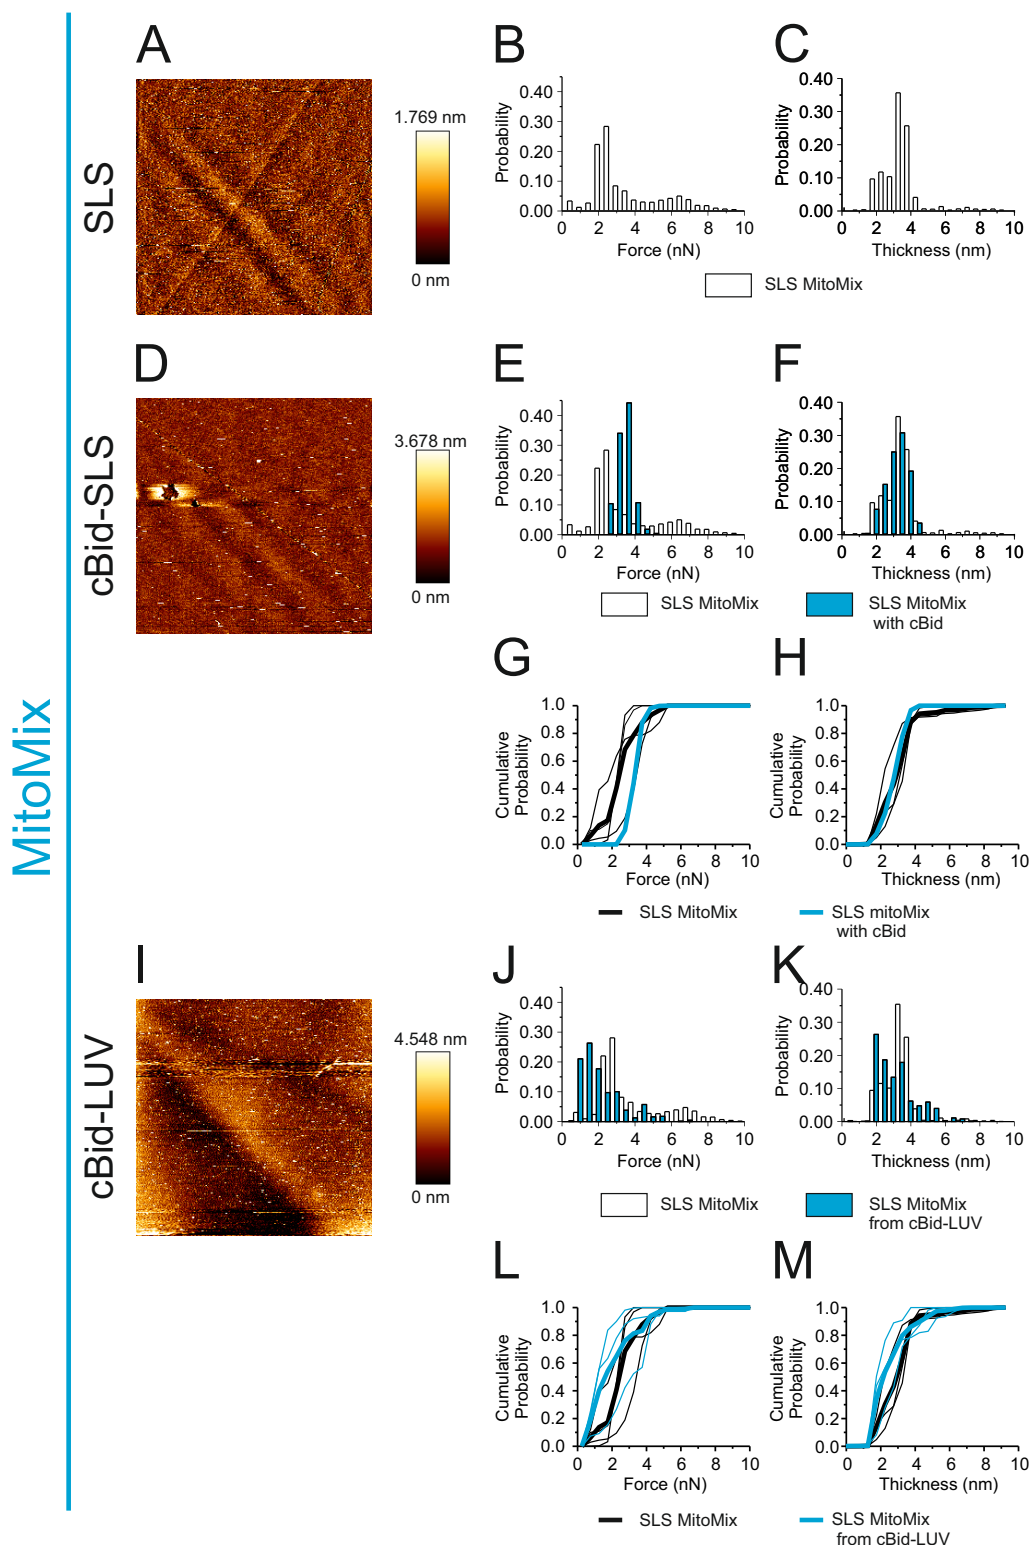 MitoMix
A
SLS
1.769 nm
0 nm
B
Probability
0.40
0.30
0.20
0.10
0.00
0 2 4 6 8 10
Force (nN)
C
Probability
0.40
0.30
0.20
0.10
0.00
0 2 4 6 8 10
Thickness (nm)
SLS MitoMix
D
cBid-SLS
3.678 nm
0 nm
E
Probability
0.40
0.30
0.20
0.10
0.00
0 2 4 6 8 10
Force (nN)
F
Probability
0.40
0.30
0.20
0.10
0.00
0 2 4 6 8 10
Thickness (nm)
SLS MitoMix
SLS MitoMix
with cBid
G
Cumulative
Probability
1.0
0.8
0.6
0.4
0.2
0.0
0 2 4 6 8 10
Force (nN)
H
Cumulative
Probability
1.0
0.8
0.6
0.4
0.2
0.0
0 2 4 6 8 10
Thickness (nm)
SLS MitoMix
SLS mitoMix
with cBid
I
cBid-LUV
4.548 nm
0 nm
J
Probability
0.40
0.30
0.20
0.10
0.00
0 2 4 6 8 10
Force (nN)
K
Probability
0.40
0.30
0.20
0.10
0.00
0 2 4 6 8 10
Thickness (nm)
SLS MitoMix
SLS MitoMix
from cBid-LUV
L
Cumulative
Probability
1.0
0.8
0.6
0.4
0.2
0.0
0 2 4 6 8 10
Force (nN)
M
Cumulative
Probability
1.0
0.8
0.6
0.4
0.2
0.0
0 2 4 6 8 10
Thickness (nm)
SLS MitoMix
SLS MitoMix
from cBid-LUV